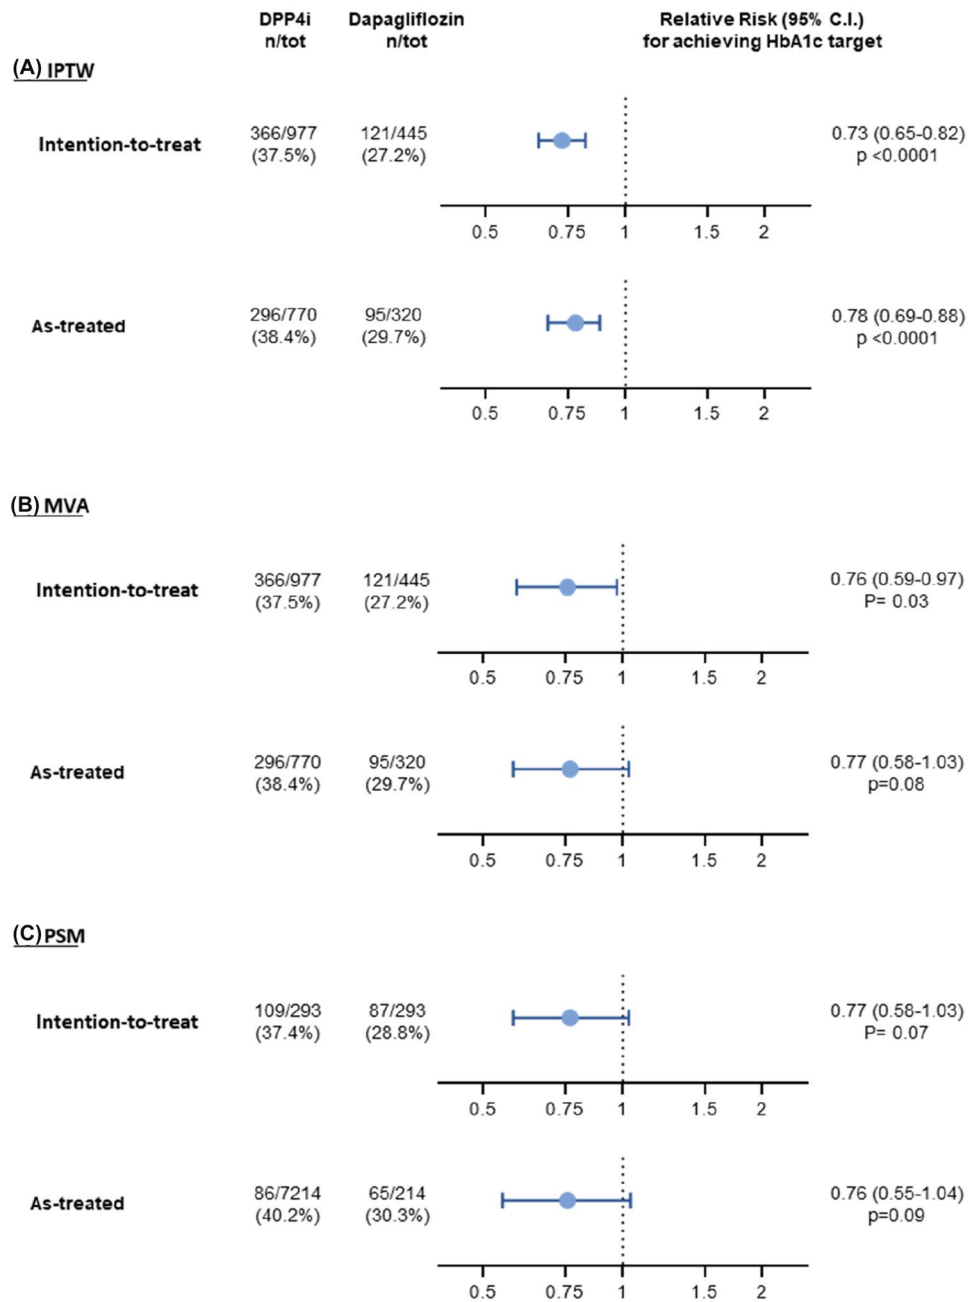 DPP4i Dapagliflozin Relative Risk (95% C.I.)
n/tot n/tot for achieving HbA1c target
(A) IPTW
Intention-to-treat 366/977 121/445 0.73 (0.65-0.82)
(37.5%) (27.2%) p <0.0001
0.5 0.75 1 1.5 2
As-treated 296/770 95/320 0.78 (0.69-0.88)
(38.4%) (29.7%) p <0.0001
0.5 0.75 1 1.5 2
(B) MVA
Intention-to-treat 366/977 121/445 0.76 (0.59-0.97)
(37.5%) (27.2%) P= 0.03
0.5 0.75 1 1.5 2
As-treated 296/770 95/320 0.77 (0.58-1.03)
(38.4%) (29.7%) p=0.08
0.5 0.75 1 1.5 2
(C) PSM
Intention-to-treat 109/293 87/293 0.77 (0.58-1.03)
(37.4%) (28.8%) P= 0.07
0.5 0.75 1 1.5 2
As-treated 86/7214 65/214 0.76 (0.55-1.04)
(40.2%) (30.3%) p=0.09
0.5 0.75 1 1.5 2